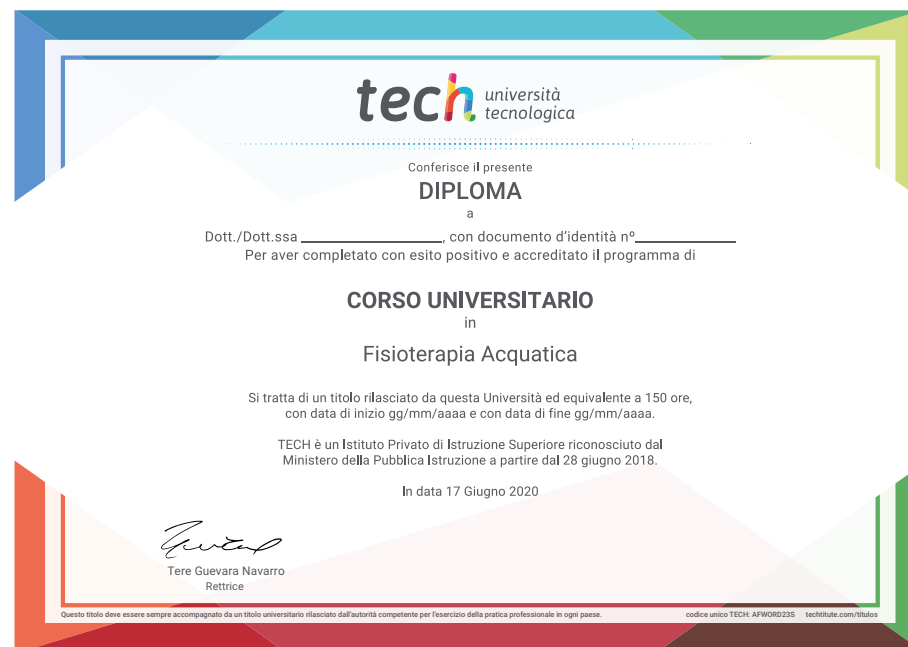 tech università
tecnologica
Conferisce il presente
DIPLOMA
a
Dott./Dott.ssa ____________________, con documento d'identità nº______________
Per aver completato con esito positivo e accreditato il programma di
CORSO UNIVERSITARIO
in
Fisioterapia Acquatica
Si tratta di un titolo rilasciato da questa Università ed equivalente a 150 ore,
con data di inizio gg/mm/aaaa e con data di fine gg/mm/aaaa.
TECH è un Istituto Privato di Istruzione Superiore riconosciuto dal
Ministero della Pubblica Istruzione a partire dal 28 giugno 2018.
In data 17 Giugno 2020
Tere Guevara Navarro
Rettrice
Questo titolo deve essere sempre accompagnato da un titolo universitario rilasciato dall'autorità competente per l'esercizio della pratica professionale in ogni paese. codice unico TECH: AFWORD23S techtitute.com/titulos